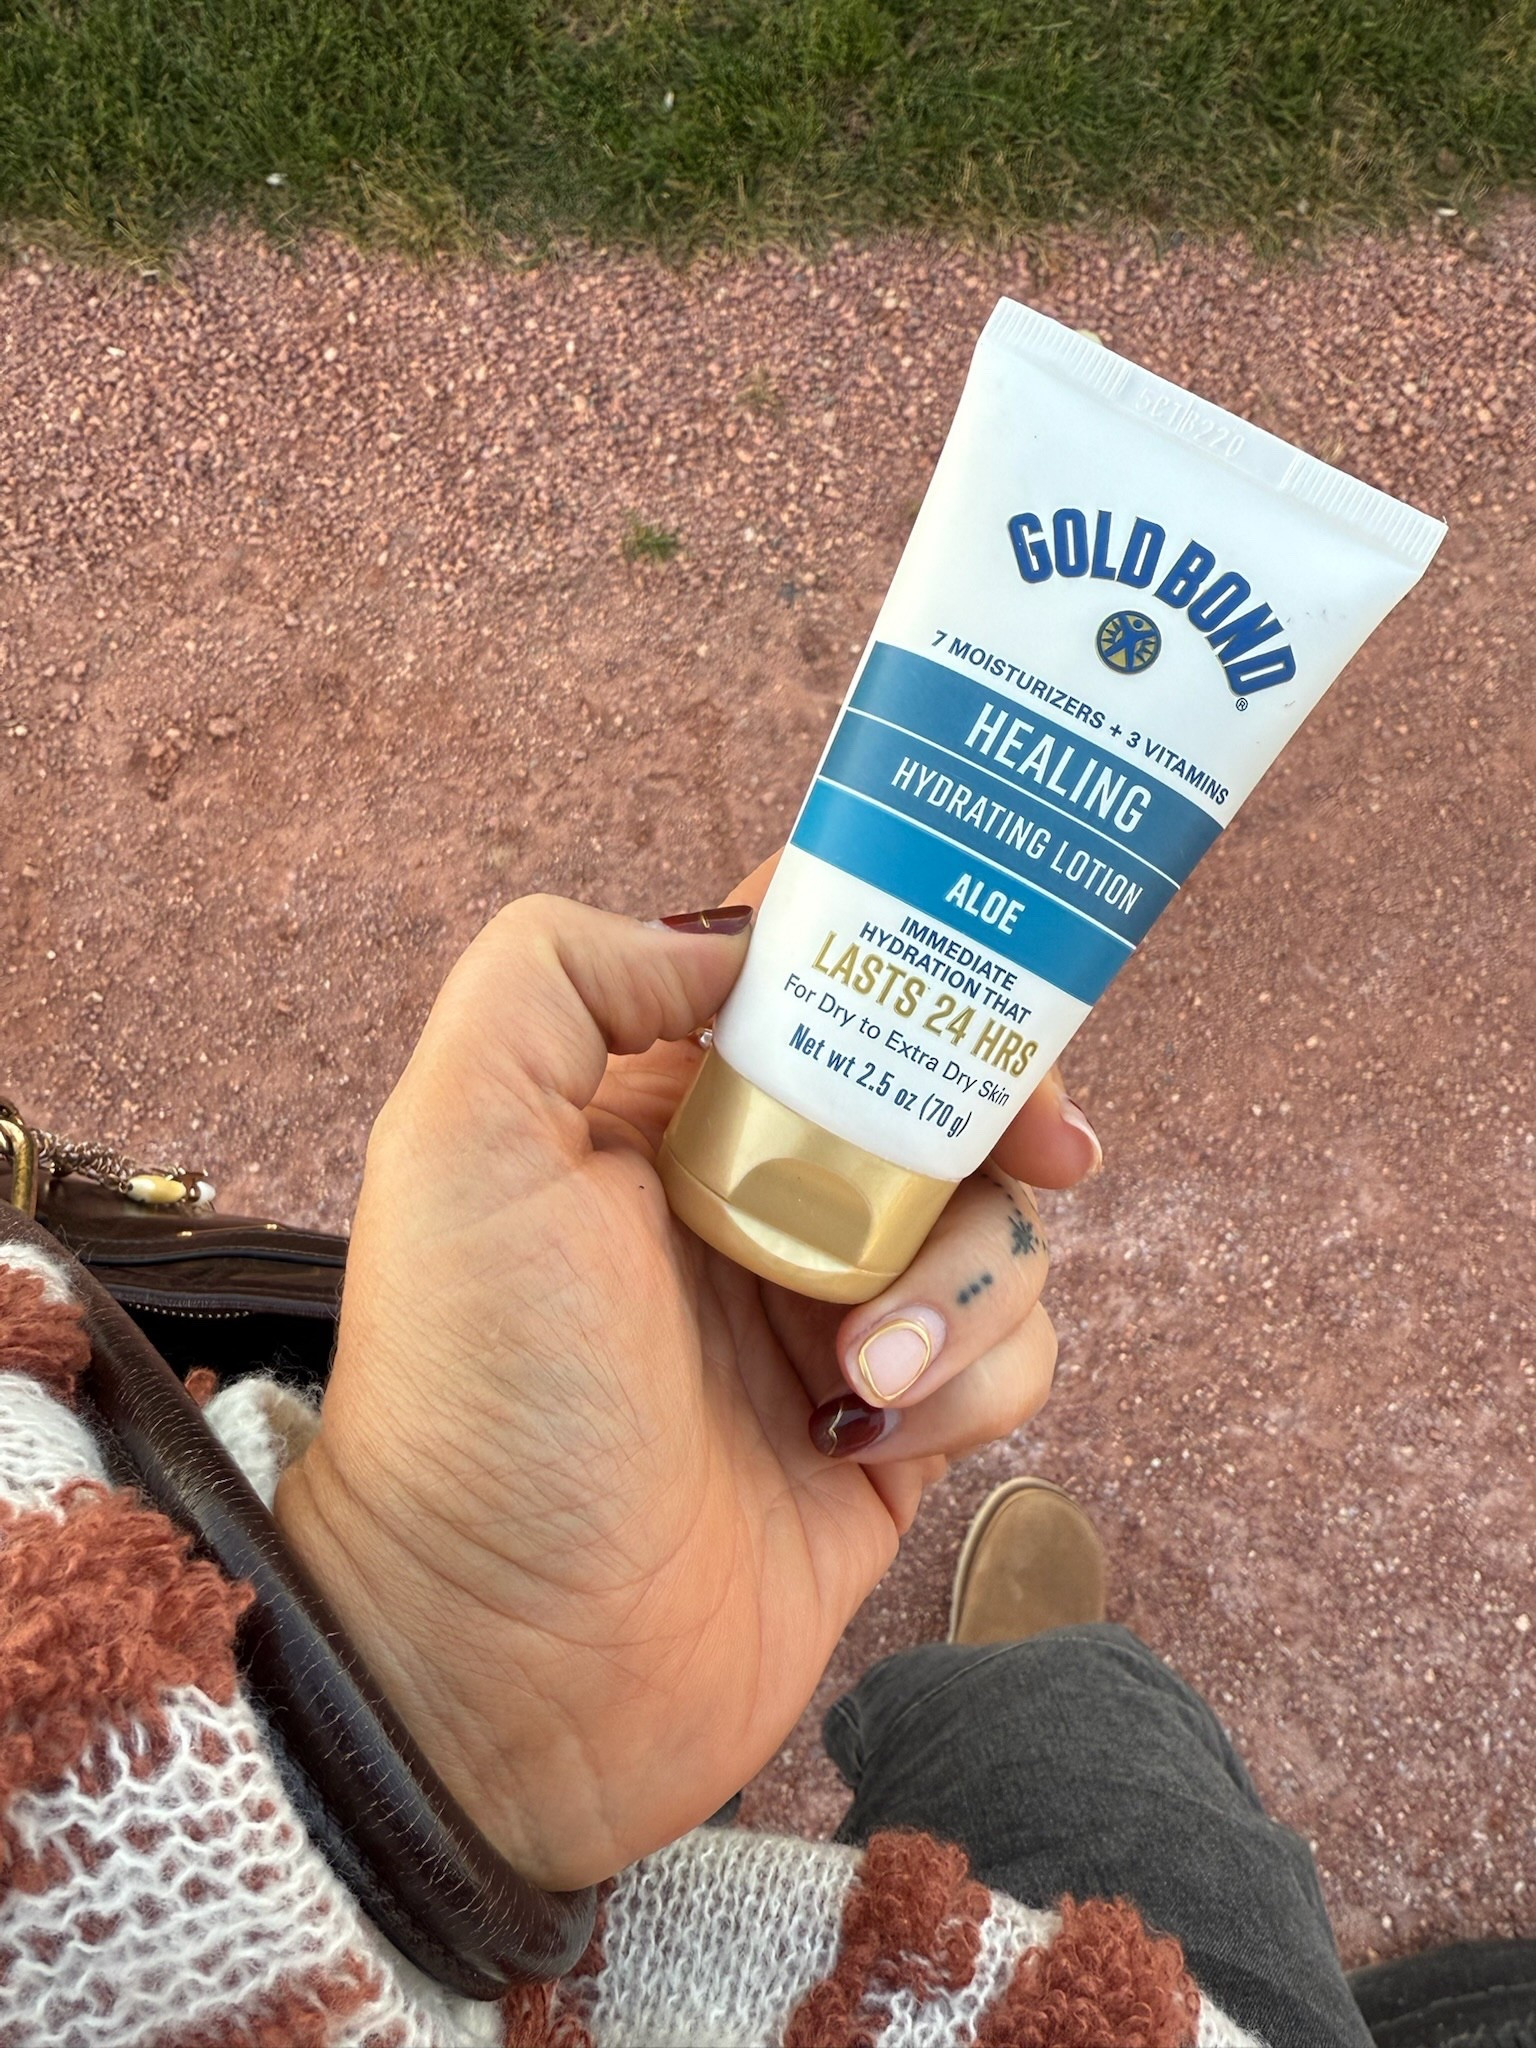 5CT6220
GOLD BOND®
7 MOISTURIZERS + 3 VITAMINS
HEALING
HYDRATING LOTION
ALOE
IMMEDIATE
HYDRATION THAT
LASTS 24 HRS
For Dry to Extra Dry Skin
Net wt 2.5 oz (70 g)